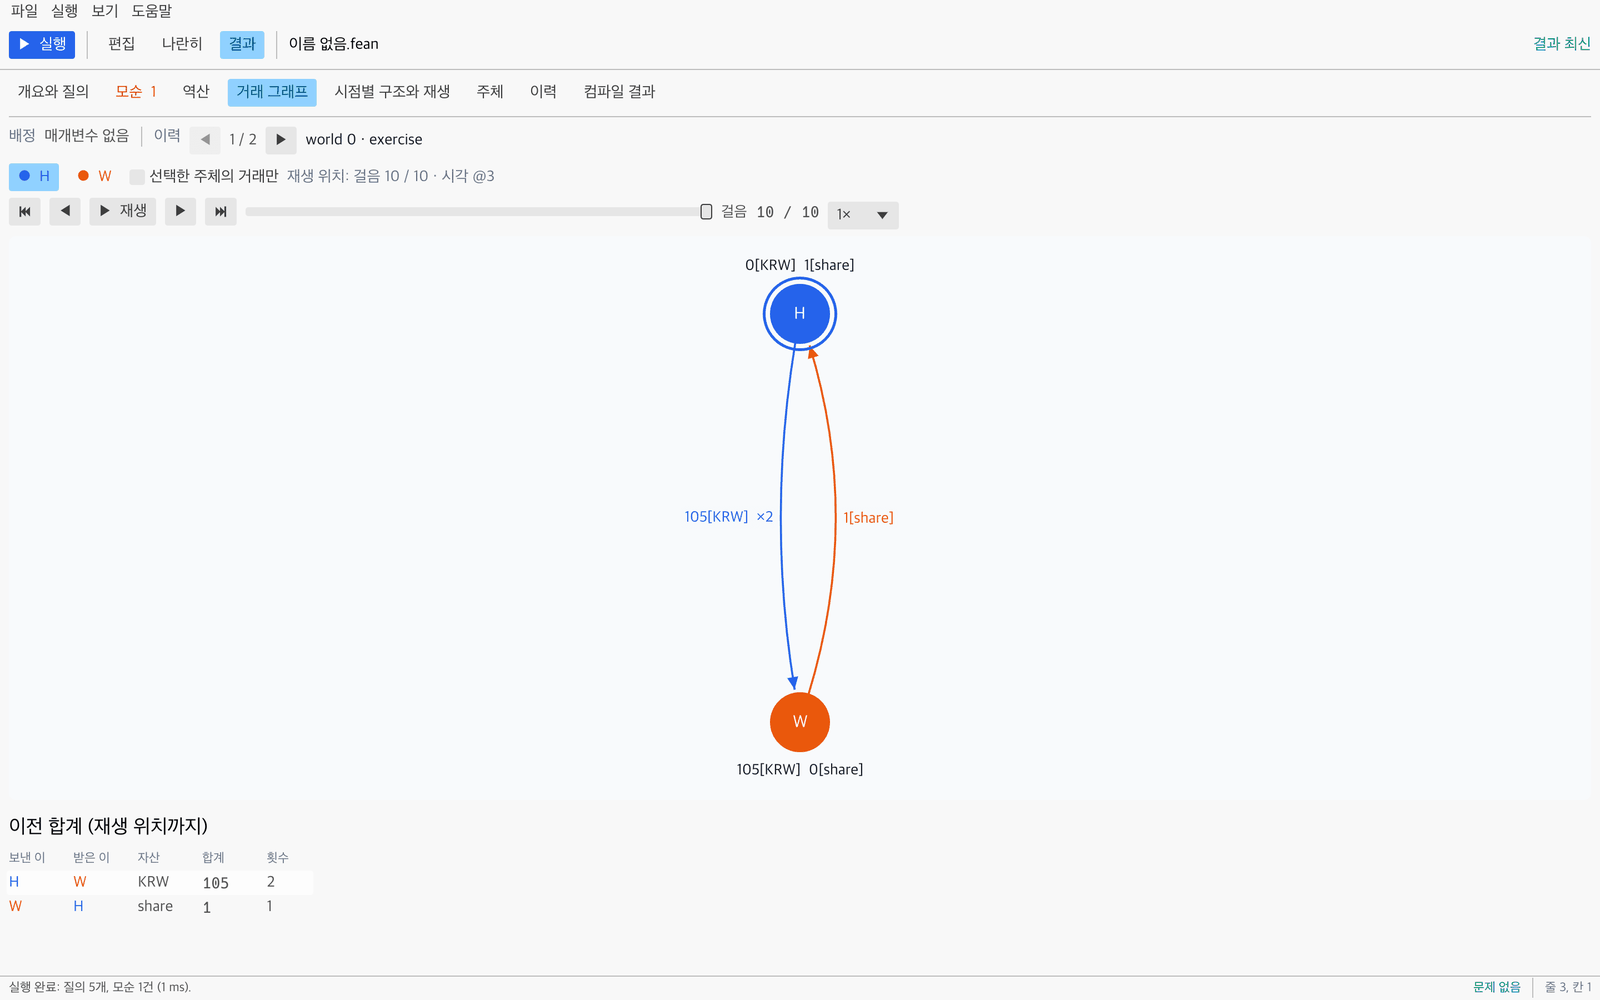 파일 실행 보기 도움말
실행 편집 나란히 결과 이름 없음.fean 결과 최신
개요와 질의 모순 1 역산 거래 그래프 시점별 구조와 재생 주체 이력 컴파일 결과
배정 매개변수 없음 이력 1 / 2 world 0 · exercise
H W 선택한 주체의 거래만 재생 위치: 걸음 10 / 10 · 시각 @3
재생 걸음 10 / 10 1×
0[KRW] 1[share]
H
105[KRW] ×2 1[share]
W
105[KRW] 0[share]
이전 합계 (재생 위치까지)
보낸 이 받은 이 자산 합계 횟수
H W KRW 105 2
W H share 1 1
실행 완료: 질의 5개, 모순 1건 (1 ms). 문제 없음 줄 3, 칸 1